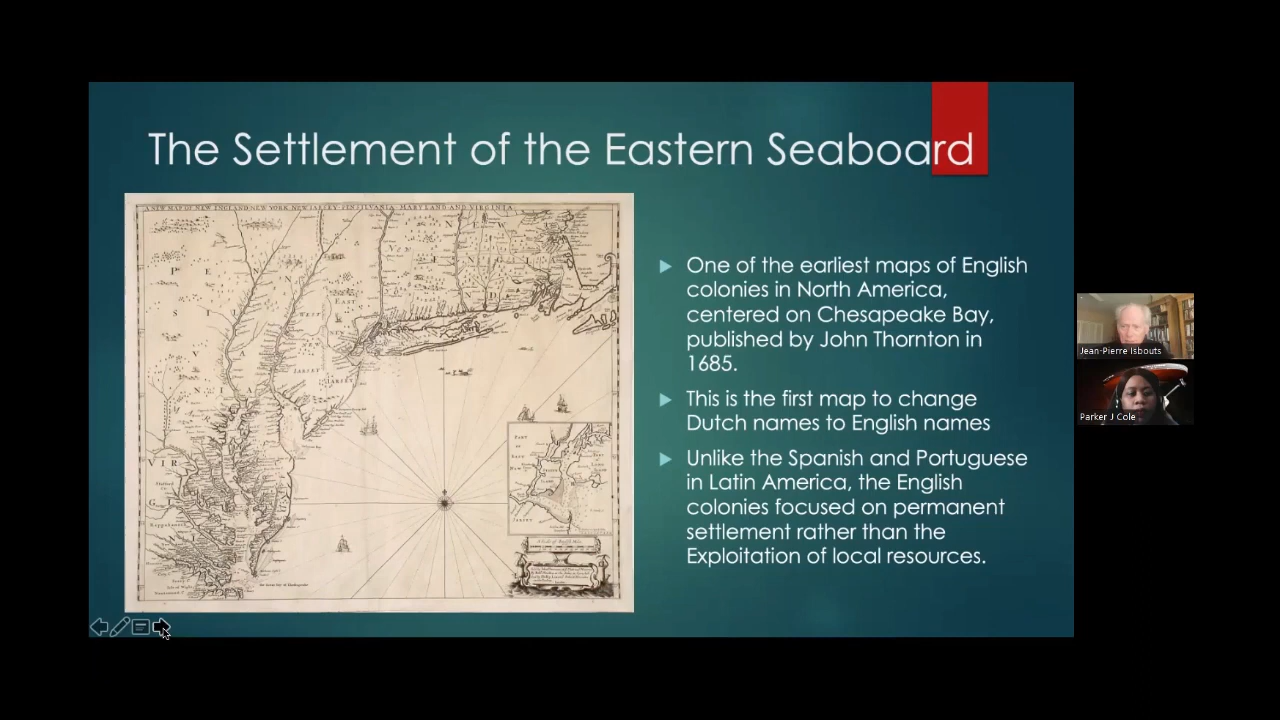 The Settlement of the Eastern Seaboard
A NEW MAP OF NEW ENGLAND NEW YORK NEW IARSEY PENSILVANIA MARYLAND AND VIRGINIA
One of the earliest maps of English
colonies in North America,
centered on Chesapeake Bay,
published by John Thornton in
1685.
This is the first map to change
Dutch names to English names
Unlike the Spanish and Portuguese
in Latin America, the English
colonies focused on permanent
settlement rather than the
Exploitation of local resources.
Jean-Pierre Isbouts
Parker J Cole